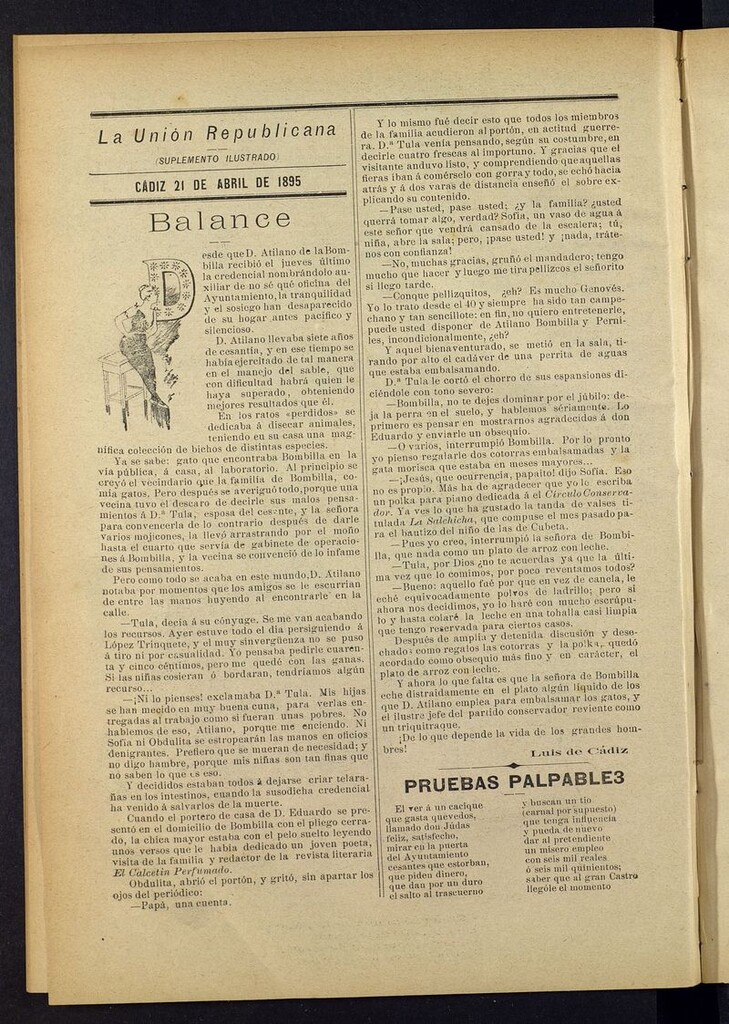 La Unión Republicana
(SUPLEMENTO ILUSTRADO)
CÁDIZ 21 DE ABRIL DE 1895
Balance
Desde que D. Atilano de la Bom-
billa recibió el jueves último
la credencial nombrándolo au-
xiliar de no sé qué oficina del
Ayuntamiento, la tranquilidad
y el sosiego han desaparecido
de su hogar antes pacífico y
silencioso.
D. Atilano llevaba siete años
de cesantía, y en ese tiempo se
había ejercitado de tal manera
en el manejo del sable, que
con dificultad habrá quien le
haya superado, obteniendo
mejores resultados que él.
En los ratos «perdidos» se
dedicaba á disecar animales,
teniendo en su casa una mag-
nífica colección de bichos de distintas especies.
Ya se sabe: gato que encontraba Bombilla en la
vía pública, á casa, al laboratorio. Al principio se
creyó el vecindario que la familia de Bombilla, co-
mía gatos. Pero después se averiguó todo, porque una
vecina tuvo el descaro de decirle sus malos pensa-
mientos á D.ª Tula, esposa del cesante, y la señora
para convencerla de lo contrario después de darle
varios mojicones, la llevó arrastrando por el moño
hasta el cuarto que servía de gabinete de operacio-
nes á Bombilla, y la vecina se convenció de lo infame
de sus pensamientos.
Pero como todo se acaba en este mundo, D. Atilano
notaba por momentos que los amigos se le escurrían
de entre las manos huyendo al encontrarle en la
calle.
—Tula, decía á su cónyuge. Se me van acabando
los recursos. Ayer estuve todo el día persiguiendo á
López Trinquete, y el muy sinvergüenza no se puso
á tiro ni por casualidad. Yo pensaba pedirle cuaren-
ta y cinco céntimos, pero me quedé con las ganas.
Si las niñas cosieran ó bordaran, tendríamos algún
recurso...
—¡Ni lo pienses! exclamaba D.ª Tula. Mis hijas
se han mecido en muy buena cuna, para verlas en-
tregadas al trabajo como si fueran unas pobres. No
hablemos de eso, Atilano, porque me enciendo. Ni
Sofía ni Obdulita se estropearán las manos en oficios
denigrantes. Prefiero que se mueran de necesidad; y
no digo hambre, porque mis niñas son tan finas que
no saben lo que es eso.
Y decididos estaban todos á dejarse criar telara-
ñas en los intestinos, cuando la susodicha credencial
ha venido á salvarlos de la muerte.
Cuando el portero de casa de D. Eduardo se pre-
sentó en el domicilio de Bombilla con el pliego cerra-
do, la chica mayor estaba con el pelo suelto leyendo
unos versos que le había dedicado un joven poeta,
visita de la familia y redactor de la revista literaria
El Calcetín Perfumado.
Obdulita, abrió el portón, y gritó, sin apartar los
ojos del periódico:
—Papá, una cuenta.
Y lo mismo fué decir esto que todos los miembros
de la familia acudieron al portón, en actitud guerre-
ra. D.ª Tula venía pensando, según su costumbre, en
decirle cuatro frescas al importuno. Y gracias que el
visitante anduvo listo, y comprendiendo que aquellas
fieras iban á comérselo con gorra y todo, se echó hacia
atrás y á dos varas de distancia enseñó el sobre ex-
plicando su contenido.
—Pase usted, pase usted; ¿y la familia? ¿usted
querrá tomar algo, verdad? Sofía, un vaso de agua á
este señor que vendrá cansado de la escalera; tú,
niña, abre la sala; pero, ¡pase usted! y ¡nada, tráte-
nos con confianza!
—No, muchas gracias, gruñó el mandadero; tengo
mucho que hacer y luego me tira pellizcos el señorito
si llego tarde.
—Conque pellizquitos, ¿eh? Es mucho Genovés.
Yo lo trato desde el 40 y siempre ha sido tan campe-
chano y tan sencillote: en fin, no quiero entretenerle,
puede usted disponer de Atilano Bombilla y Perni-
les, incondicionalmente, ¿eh?
Y aquel bienaventurado, se metió en la sala, ti-
rando por alto el cadáver de una perrita de aguas
que estaba embalsamando.
D.ª Tula le cortó el chorro de sus espansiones di-
ciéndole con tono severo:
—Bombilla, no te dejes dominar por el júbilo: de-
ja la perra en el suelo, y hablemos sériamente. Lo
primero es pensar en mostrarnos agradecidos á don
Eduardo y enviarle un obsequio.
—O varios, interrumpió Bombilla. Por lo pronto
yo pienso regalarle dos cotorras embalsamadas y la
gata morisca que estaba en meses mayores...
—¡Jesús, que ocurrencia, papaito! dijo Sofía. Eso
no es propio. Más ha de agradecer que yo le escriba
un polka para piano dedicada á el Círculo Conserva-
dor. Ya ves lo que ha gustado la tanda de valses ti-
tulada La Salchicha, que compuse el mes pasado pa-
ra el bautizo del niño de las de Cubeta.
—Pues yo creo, interrumpió la señora de Bombi-
lla, que nada como un plato de arroz con leche.
—Tula, por Dios ¿no te acuerdas ya que la últi-
ma vez que lo comimos, por poco reventamos todos?
—Bueno: aquello fué por que en vez de canela, le
eché equivocadamente polvos de ladrillo; pero si
ahora nos decidimos, yo lo haré con mucho escrúpu-
lo y hasta colaré la leche en una tohalla casi limpia
que tengo reservada para ciertos casos.
Después de amplia y detenida discusión y dese-
chados como regalos las cotorras y la polka, quedó
acordado como obsequio más fino y en carácter, el
plato de arroz con leche.
Y ahora lo que falta es que la señora de Bombilla
eche distraidamente en el plato algún líquido de los
que D. Atilano emplea para embalsamar los gatos, y
el ilustre jefe del partido conservador reviente como
un triquitraque.
¡De lo que depende la vida de los grandes hom-
bres!
Luis de Cádiz
PRUEBAS PALPABLES
El ver á un cacique
que gasta quevedos,
llamado don Júdas
feliz, satisfecho,
mirar en la puerta
del Ayuntamiento
cesantes que estorban,
que piden dinero,
que dan por un duro
el salto al trascuerno
y buscan un tío
(carnal por supuesto)
que tenga influencia
y pueda de nuevo
dar al pretendiente
un misero empleo
con seis mil reales
ó seis mil quinientos;
saber que al gran Castro
llególe el momento